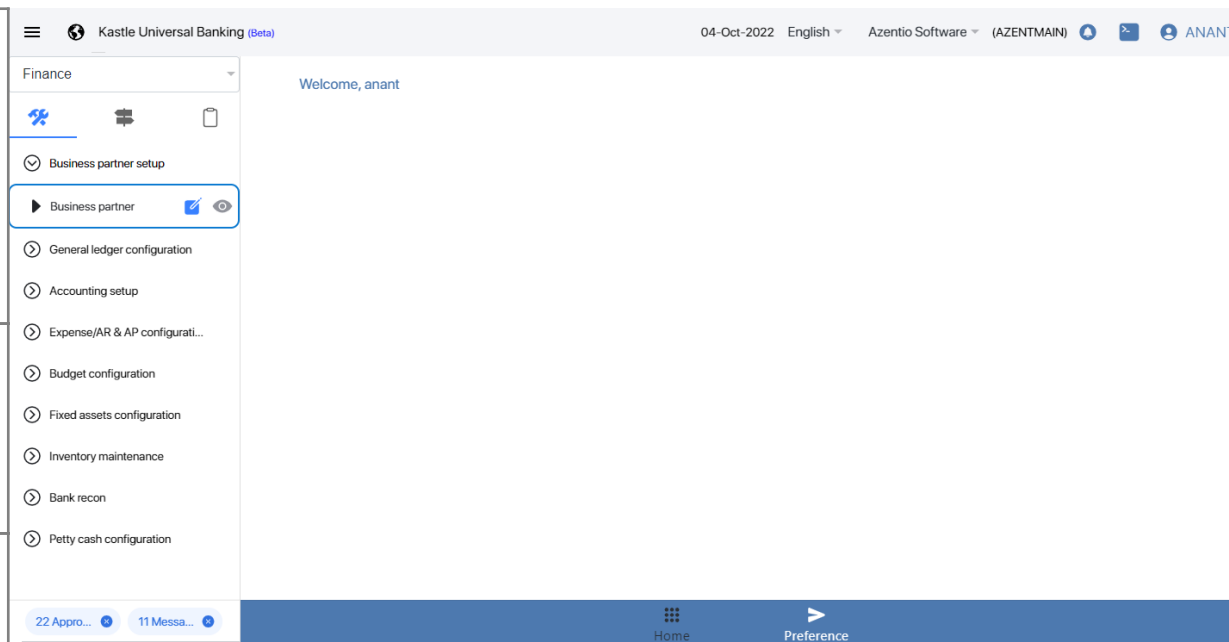 Kastle Universal Banking (Beta) 04-Oct-2022 English Azentio Software (AZENTMAIN) ANANT
Finance
Welcome, anant
Business partner setup
Business partner
General ledger configuration
Accounting setup
Expense/AR & AP configurati...
Budget configuration
Fixed assets configuration
Inventory maintenance
Bank recon
Petty cash configuration
22 Appro... 11 Messa...
Home Preference